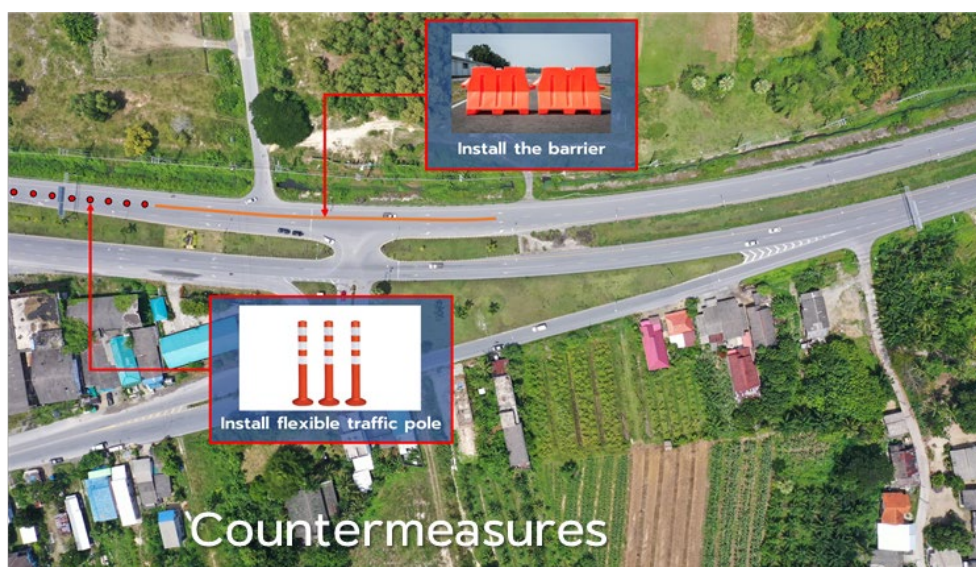 Install the barrier
Install flexible traffic pole
Countermeasures